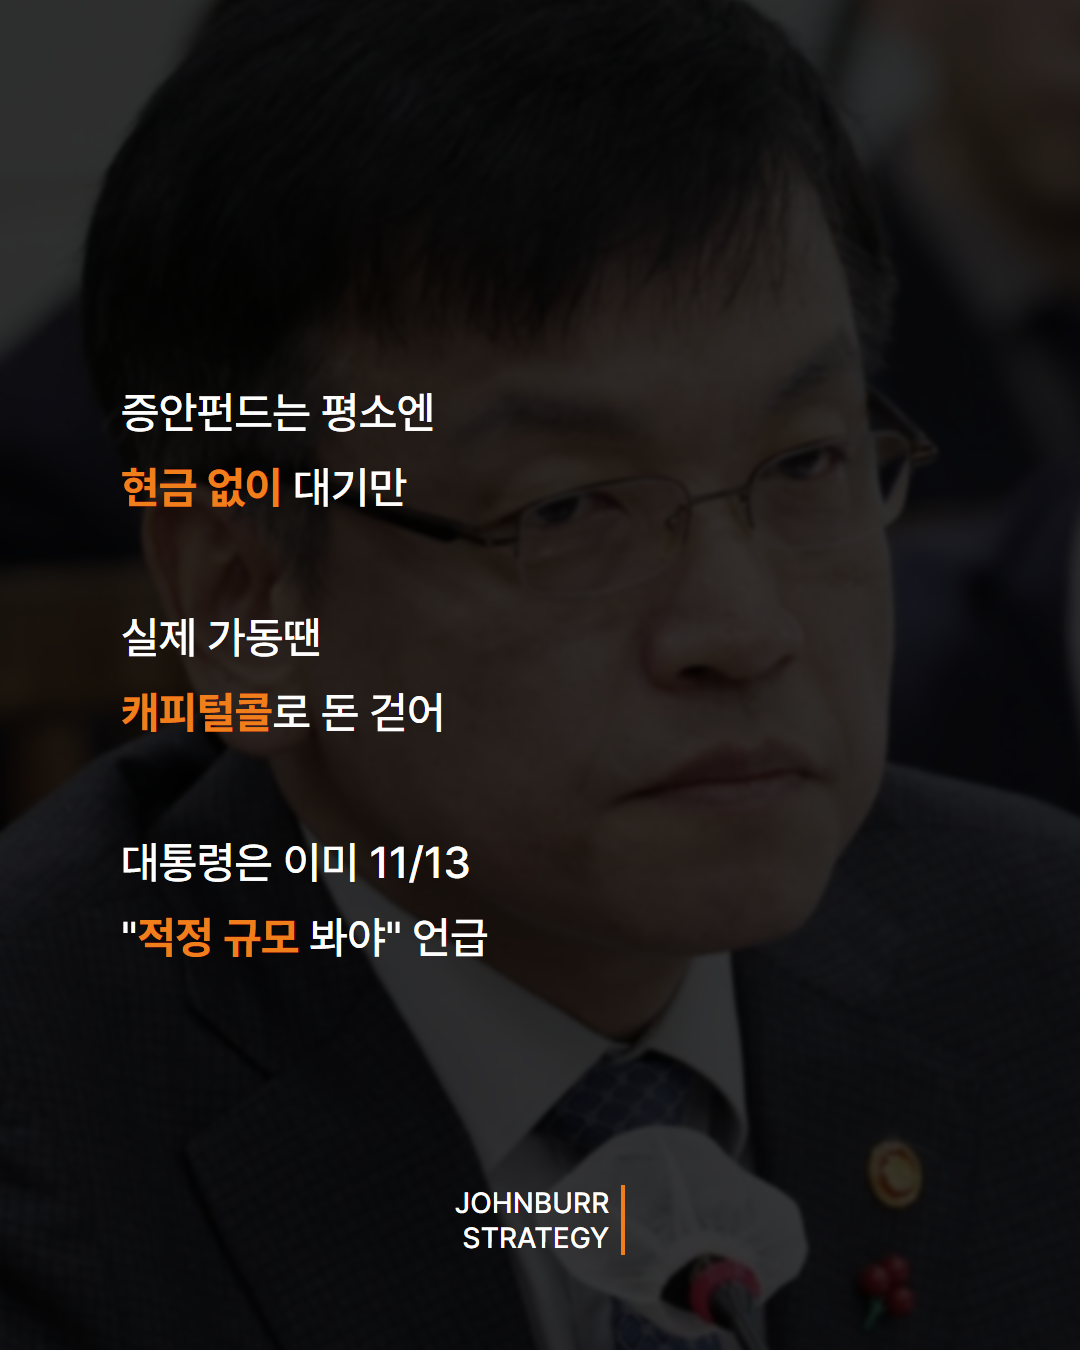 증안펀드는 평소엔
현금 없이 대기만
실제 가동땐
캐피털콜로 돈 걷어
대통령은 이미 11/13
"적정 규모 봐야" 언급
JOHNBURR
STRATEGY